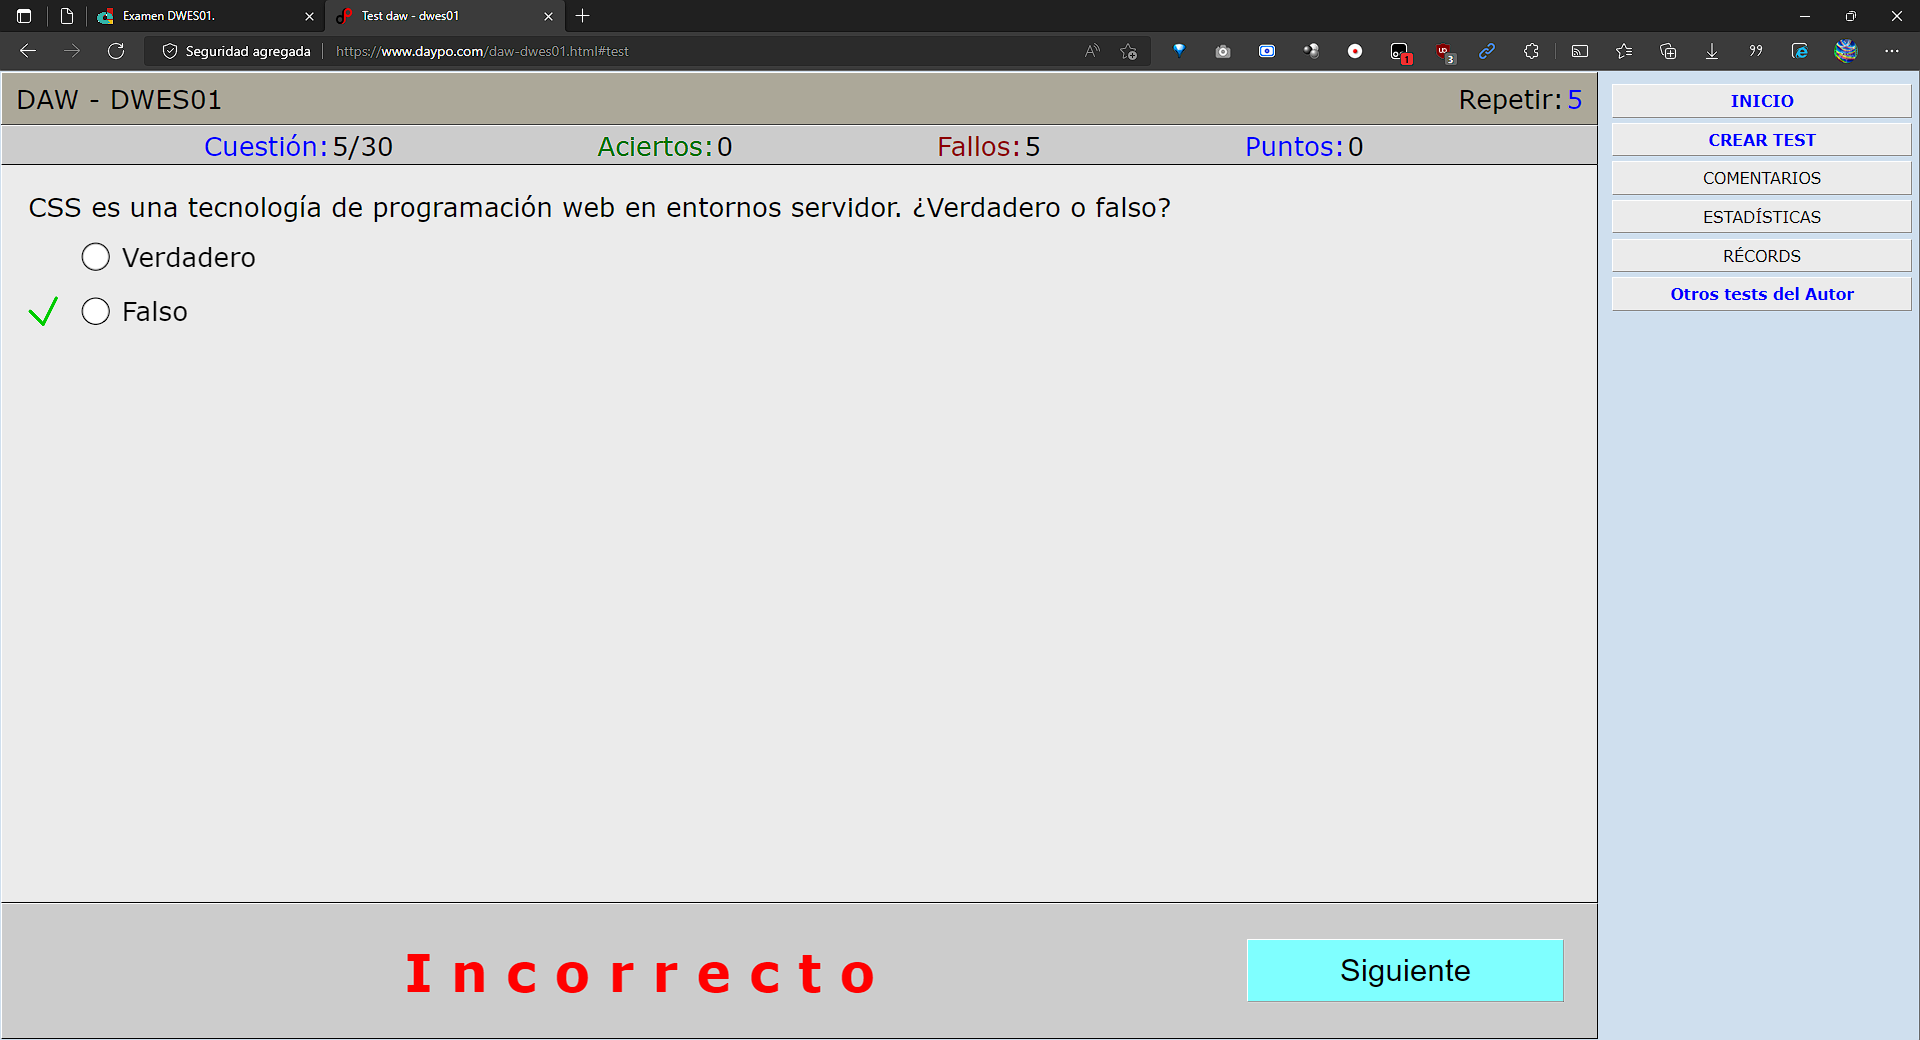 Examen DWES01.
Test daw - dwes01
Seguridad agregada
https://www.daypo.com/daw-dwes01.html#test
1
3
DAW - DWES01
Repetir: 5
Cuestión: 5/30
Aciertos: 0
Fallos: 5
Puntos: 0
CSS es una tecnología de programación web en entornos servidor. ¿Verdadero o falso?
Verdadero
Falso
Incorrecto
Siguiente
INICIO
CREAR TEST
COMENTARIOS
ESTADÍSTICAS
RÉCORDS
Otros tests del Autor